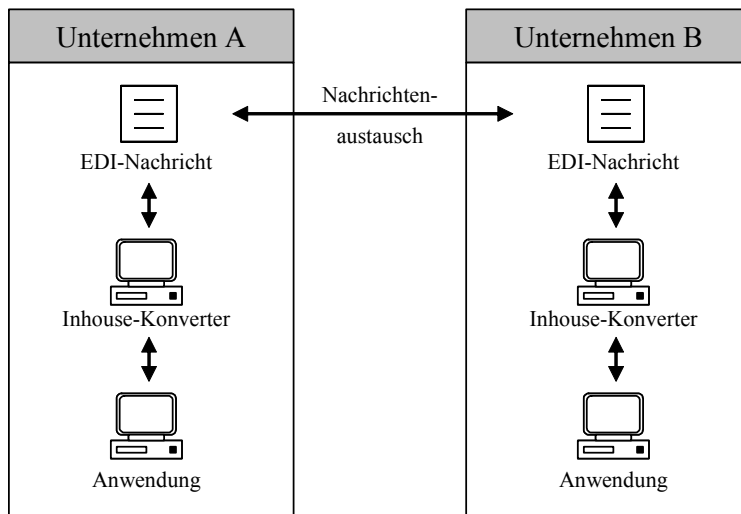 Unternehmen A
Unternehmen B
Nachrichten-
austausch
EDI-Nachricht
EDI-Nachricht
Inhouse-Konverter
Inhouse-Konverter
Anwendung
Anwendung